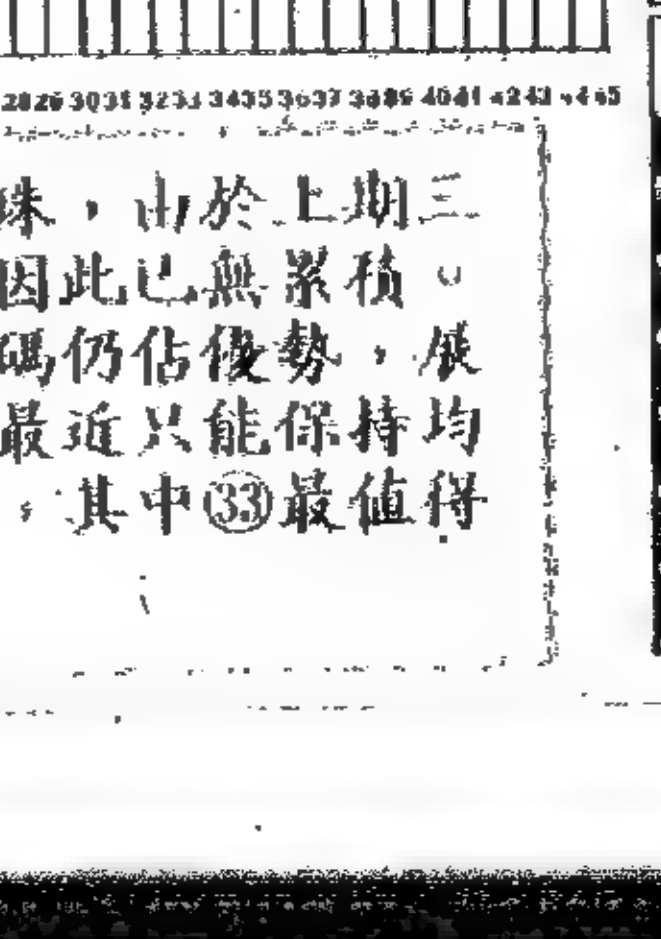 2829 3031 3233 3435 3637 3839 4041 4243 4445
珠，由於上期三
因此已無累積。
碼仍佔優勢，展
最近只能保持均
，其中㉝最值得